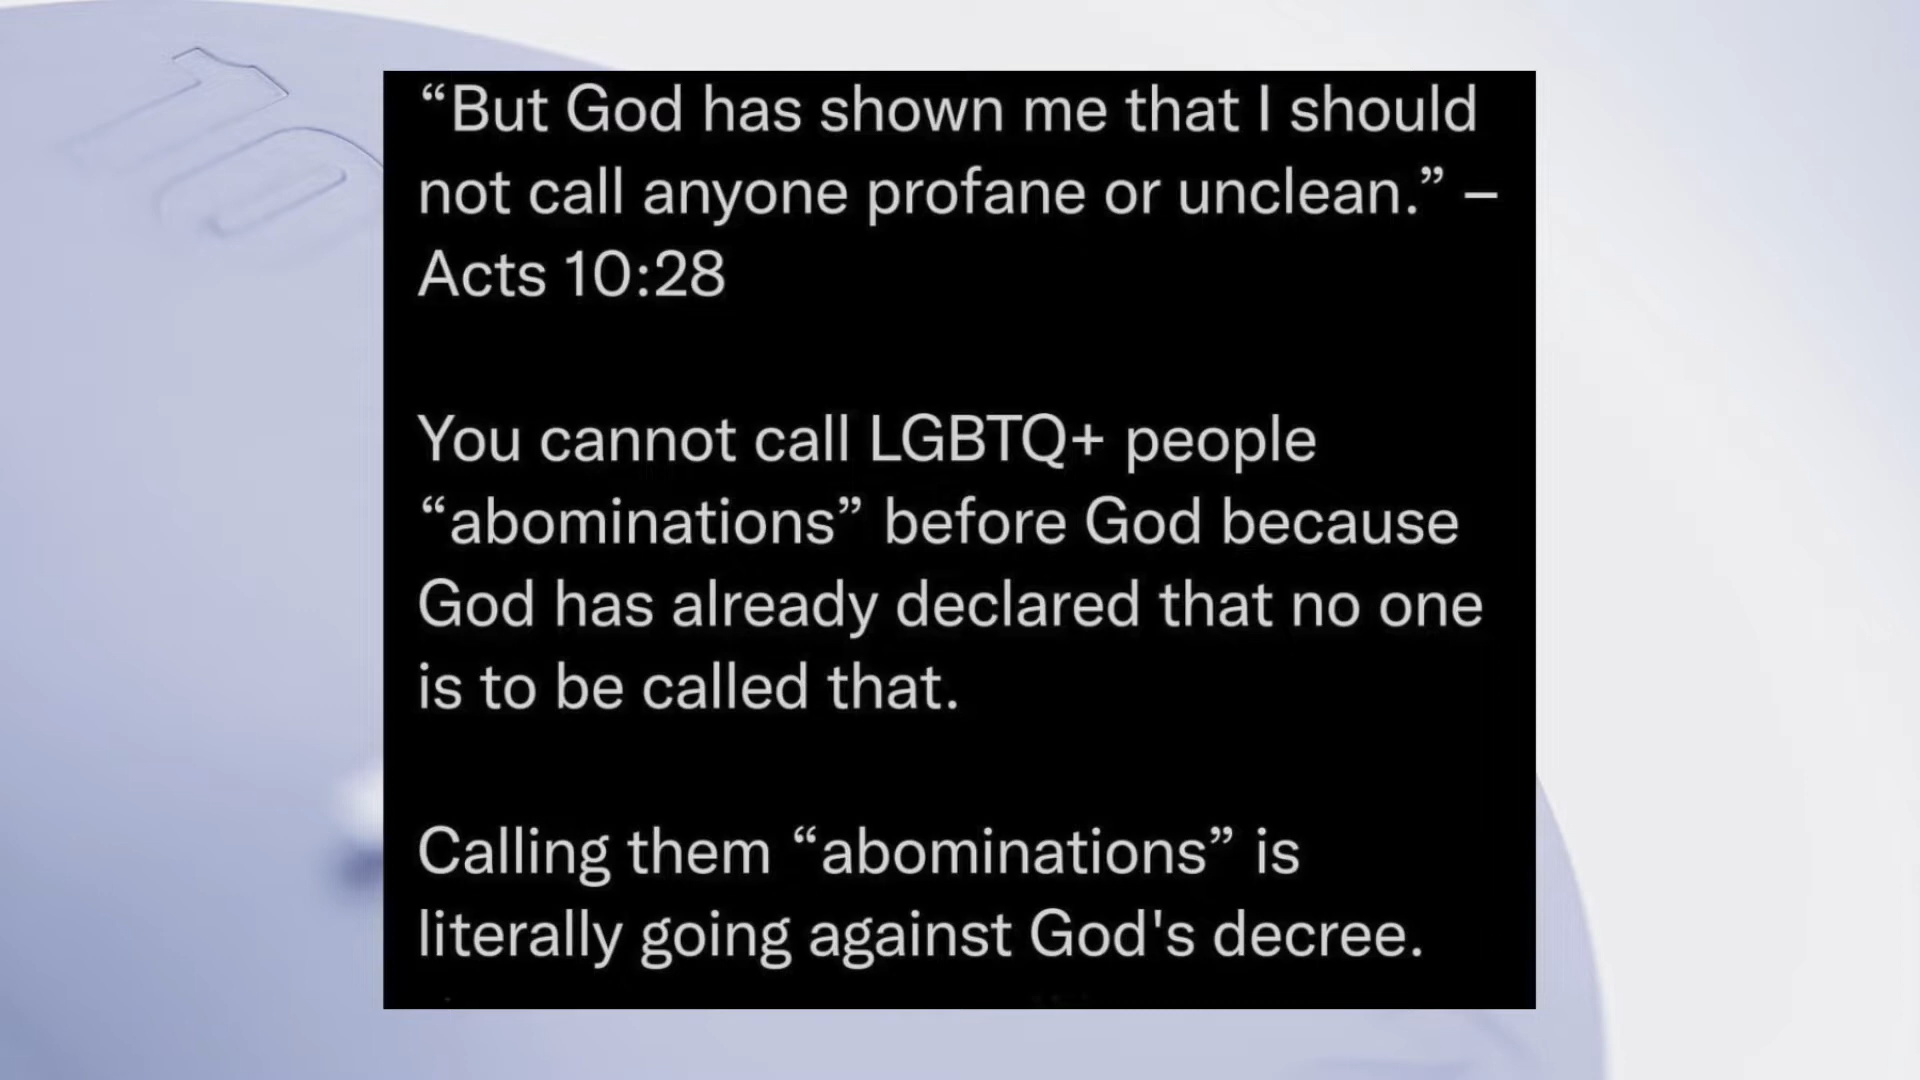 10
“But God has shown me that I should
not call anyone profane or unclean.” –
Acts 10:28
You cannot call LGBTQ+ people
“abominations” before God because
God has already declared that no one
is to be called that.
Calling them “abominations” is
literally going against God's decree.